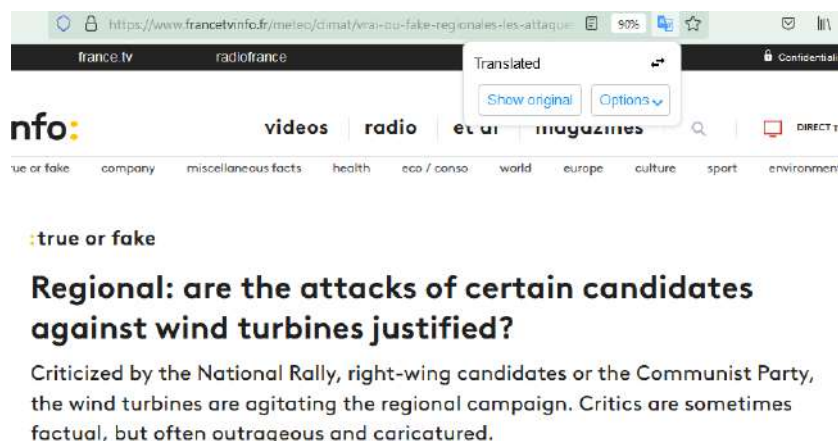 https://www.francetvinfo.fr/meteo/climat/vrai-ou-fake-regionales-les-attaque 90%
france.tv radiofrance Translated Confidentiali
Show original Options
nfo: videos radio et al magazines DIRECT T
ue or fake company miscellaneous facts health eco / conso world europe culture sport environmen
:true or fake
Regional: are the attacks of certain candidates
against wind turbines justified?
Criticized by the National Rally, right-wing candidates or the Communist Party,
the wind turbines are agitating the regional campaign. Critics are sometimes
factual, but often outrageous and caricatured.